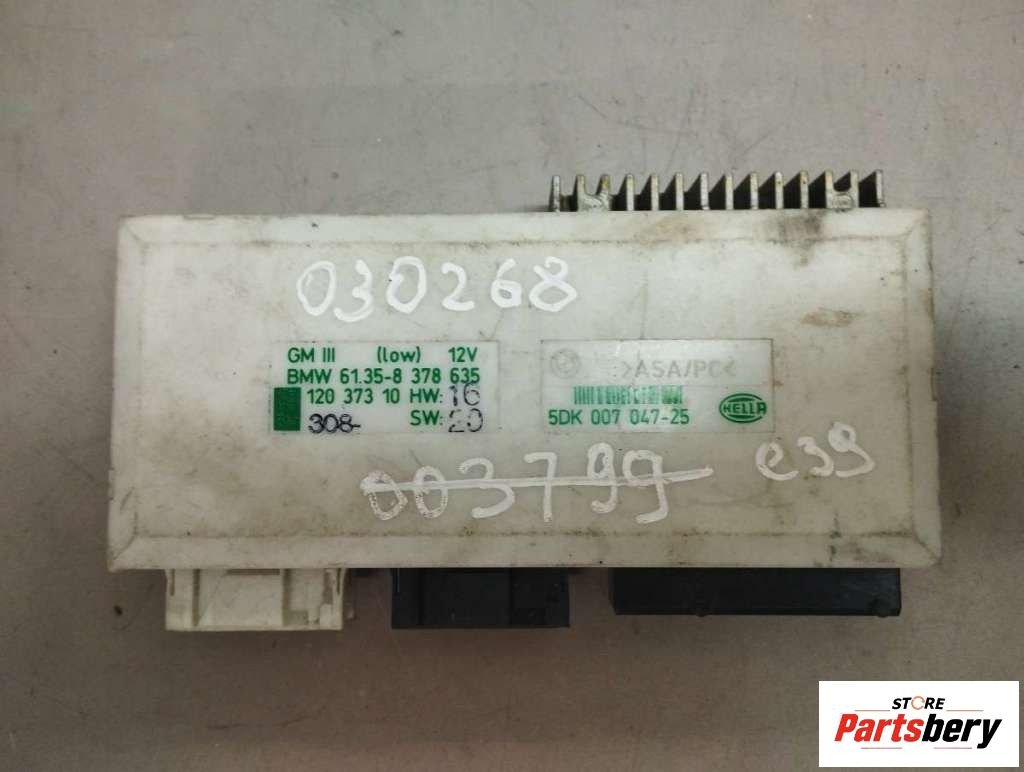 030268
GM III (low) 12V
BMW 61.35-8 378 635
120 373 10 HW: 16
308- SW: 20
>ASA/PC<
5DK 007 047-25 HELLA
003799 e39
STORE
Partsbery